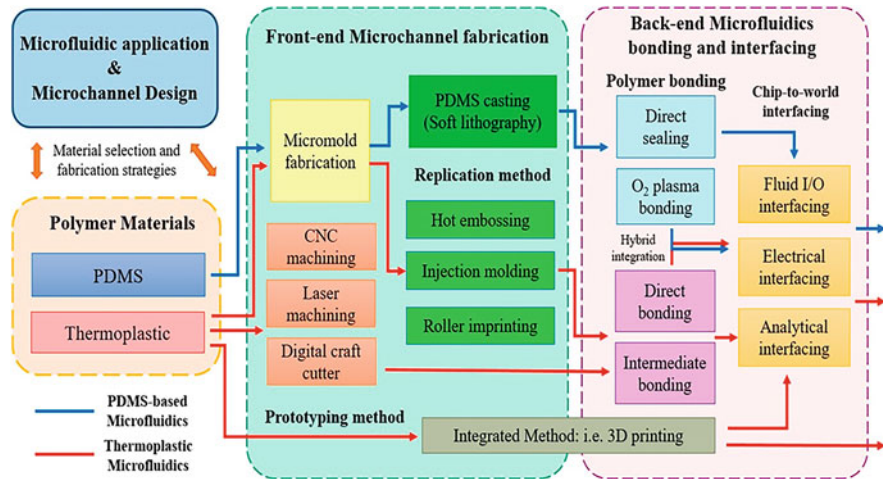 Microfluidic application
&
Microchannel Design
Material selection and
fabrication strategies
Polymer Materials
PDMS
Thermoplastic
PDMS-based
Microfluidics
Thermoplastic
Microfluidics
Front-end Microchannel fabrication
Micromold
fabrication
PDMS casting
(Soft lithography)
Replication method
Hot embossing
Injection molding
Roller imprinting
CNC
machining
Laser
machining
Digital craft
cutter
Prototyping method
Integrated Method: i.e. 3D printing
Back-end Microfluidics
bonding and interfacing
Polymer bonding
Direct
sealing
O2 plasma
bonding
Hybrid
integration
Direct
bonding
Intermediate
bonding
Chip-to-world
interfacing
Fluid I/O
interfacing
Electrical
interfacing
Analytical
interfacing